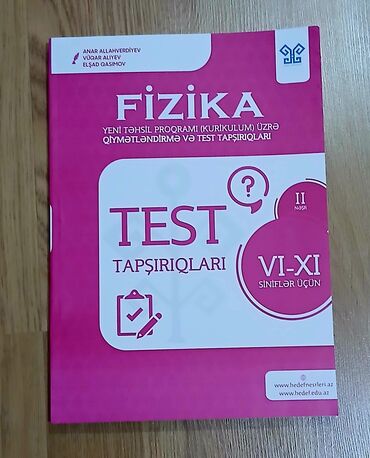 ANAR ALLAHVERDİYEV
VÜQAR ALIYEV
ELŞAD QASIMOV
FİZİKA
YENİ TƏHSİL PROQRAMI (KURİKULUM) ÜZRƏ
QİYMƏTLƏNDİRMƏ VƏ TEST TAPŞIRIQLARI
?
II
NƏŞR
TEST
TAPŞIRIQLARI
VI-XI
SİNİFLƏR ÜÇÜN
www.hedefnesrleri.az
www.hedef.edu.az